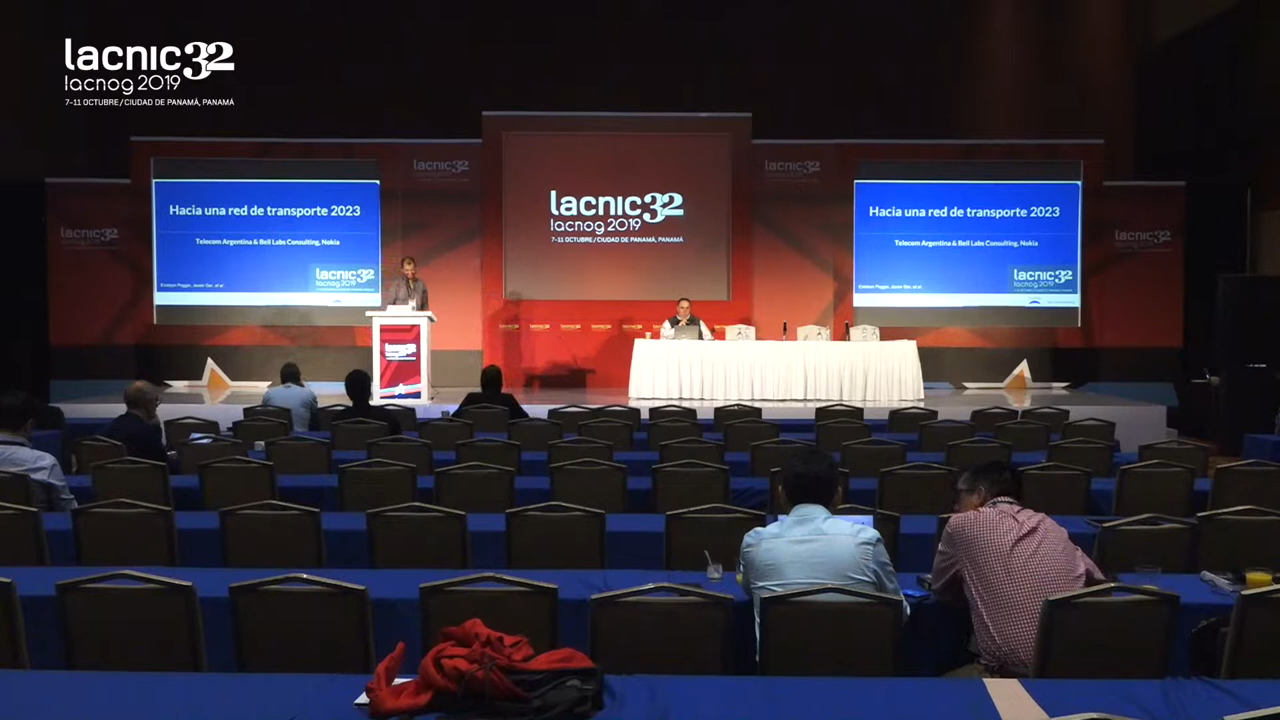 lacnic32
lacnog 2019
7-11 OCTUBRE / CIUDAD DE PANAMÁ, PANAMÁ
lacnic32
lacnic32
lacnic32
lacnic32
Hacia una red de transporte 2023
Telecom Argentina & Bell Labs Consulting, Nokia
lacnic32
lacnog 2019
lacnic32
lacnog 2019
7-11 OCTUBRE / CIUDAD DE PANAMÁ, PANAMÁ
Hacia una red de transporte 2023
Telecom Argentina & Bell Labs Consulting, Nokia
lacnic32
lacnog 2019
lacnic32